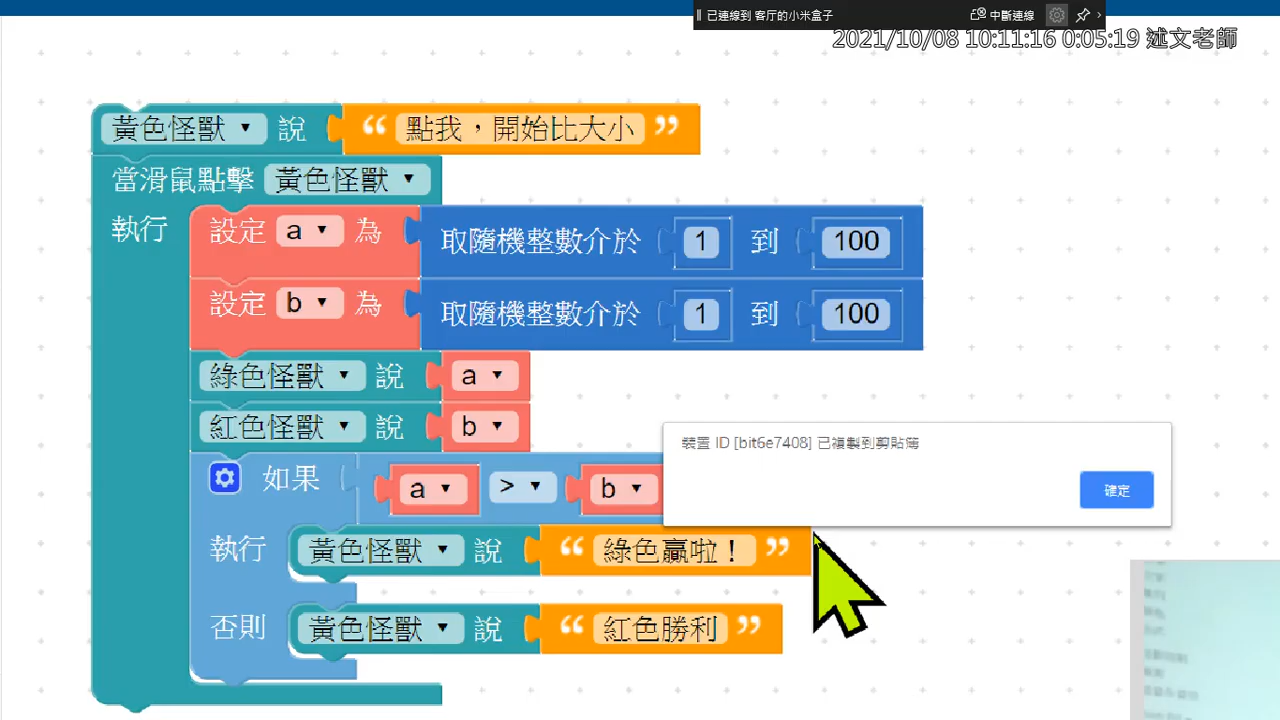 已連線到 客厅的小米盒子 中斷連線
2021/10/08 10:11:16 0:05:19 述文老師
黃色怪獸 說 “ 點我，開始比大小 ”
當滑鼠點擊 黃色怪獸
執行 設定 a 為 取隨機整數介於 1 到 100
設定 b 為 取隨機整數介於 1 到 100
綠色怪獸 說 a
紅色怪獸 說 b
如果 a > b
裝置 ID [bit6e7408] 已複製到剪貼簿
確定
執行 黃色怪獸 說 “ 綠色贏啦！ ”
否則 黃色怪獸 說 “ 紅色勝利 ”